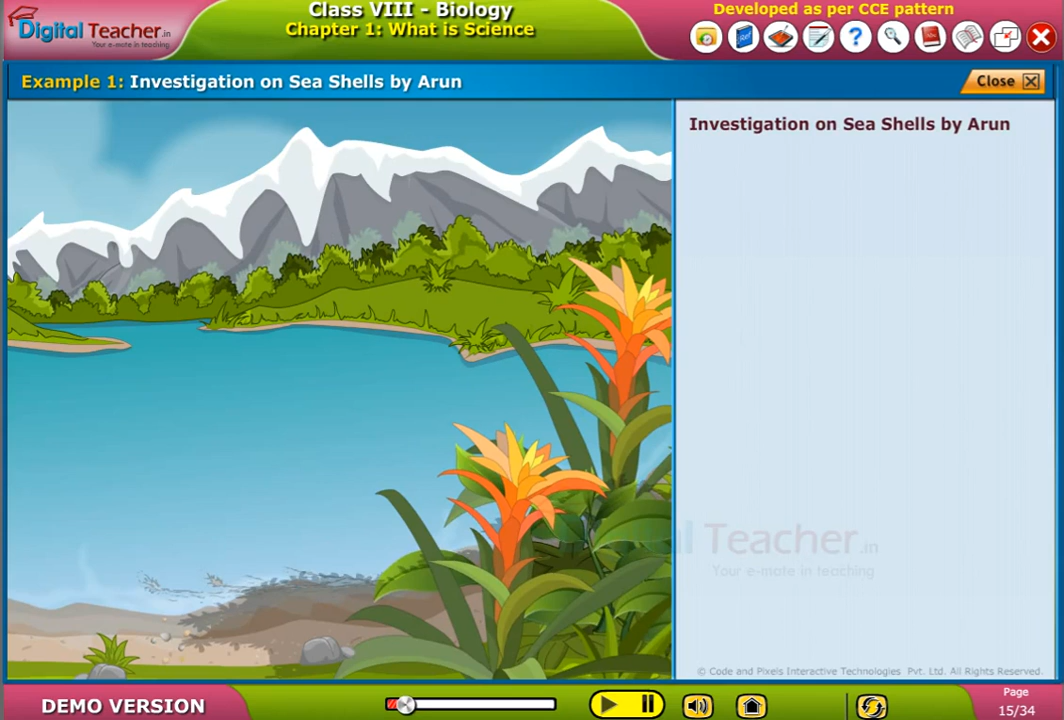 Digital Teacher.in
Your e-mate in teaching
Class VIII - Biology
Chapter 1: What is Science
Developed as per CCE pattern
Example 1: Investigation on Sea Shells by Arun
Close
Investigation on Sea Shells by Arun
al Teacher.in
Your e-mate in teaching
© Code and Pixels Interactive Technologies Pvt. Ltd. All Rights Reserved.
DEMO VERSION
Page
15/34